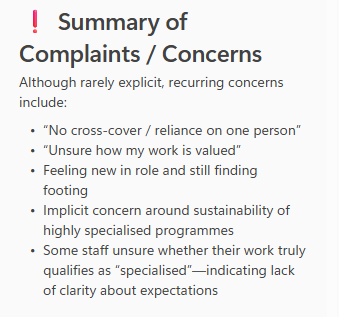 ❗ Summary of
Complaints / Concerns
Although rarely explicit, recurring concerns
include:
• “No cross-cover / reliance on one person”
• “Unsure how my work is valued”
• Feeling new in role and still finding
footing
• Implicit concern around sustainability of
highly specialised programmes
• Some staff unsure whether their work truly
qualifies as “specialised”—indicating lack
of clarity about expectations